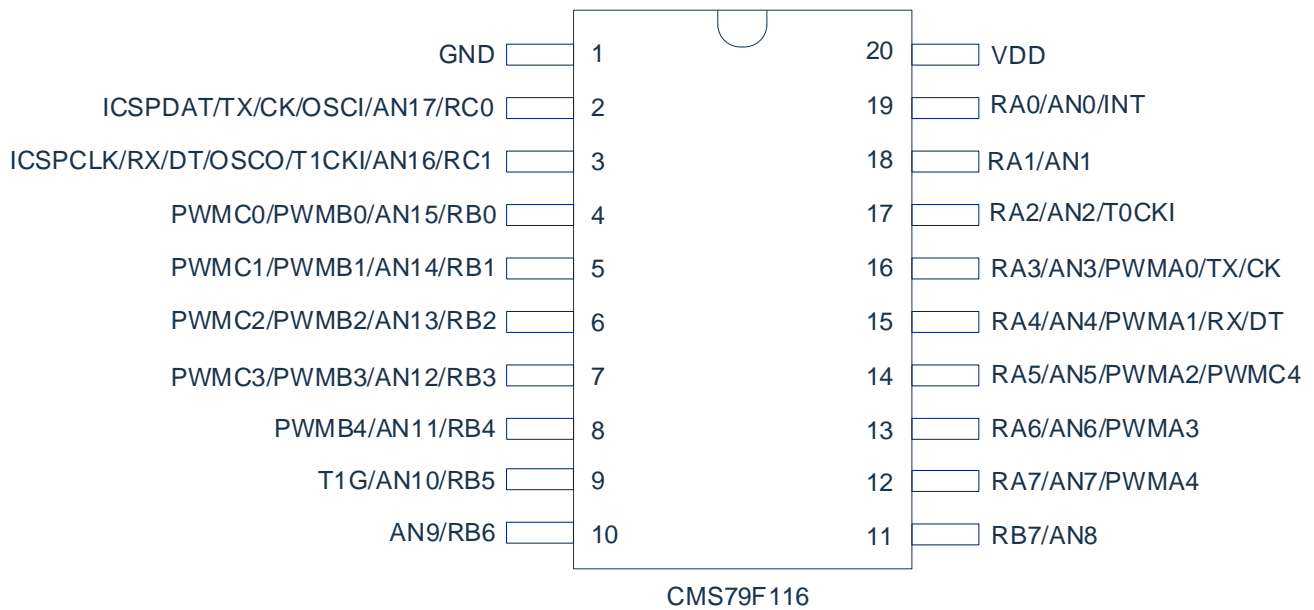 GND 1 20 VDD
ICSPDAT/TX/CK/OSCI/AN17/RC0 2 19 RA0/AN0/INT
ICSPCLK/RX/DT/OSCO/T1CKI/AN16/RC1 3 18 RA1/AN1
PWMC0/PWMB0/AN15/RB0 4 17 RA2/AN2/T0CKI
PWMC1/PWMB1/AN14/RB1 5 16 RA3/AN3/PWMA0/TX/CK
PWMC2/PWMB2/AN13/RB2 6 15 RA4/AN4/PWMA1/RX/DT
PWMC3/PWMB3/AN12/RB3 7 14 RA5/AN5/PWMA2/PWMC4
PWMB4/AN11/RB4 8 13 RA6/AN6/PWMA3
T1G/AN10/RB5 9 12 RA7/AN7/PWMA4
AN9/RB6 10 11 RB7/AN8
CMS79F116